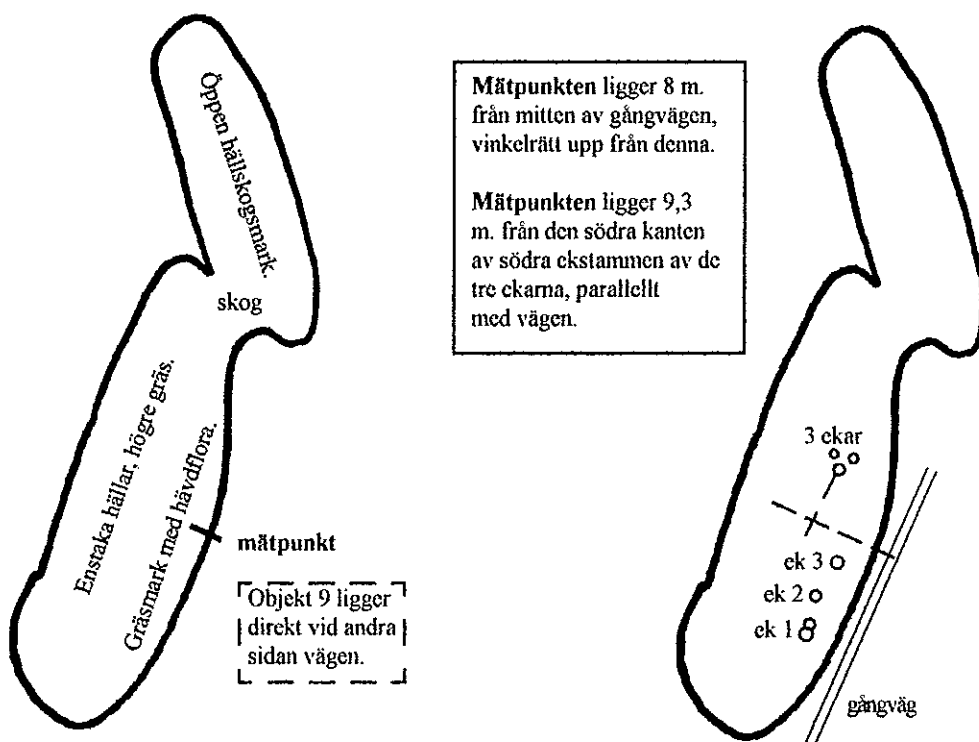 Öppen hällskogsmark.
skog
Enstaka hällar, högre gräs.
Gräsmark med hävdflora.
mätpunkt
Objekt 9 ligger
direkt vid andra
sidan vägen.
Mätpunkten ligger 8 m.
från mitten av gångvägen,
vinkelrätt upp från denna.
Mätpunkten ligger 9,3
m. från den södra kanten
av södra ekstammen av de
tre ekarna, parallellt
med vägen.
3 ekar
ek 3
ek 2
ek 1
gångväg